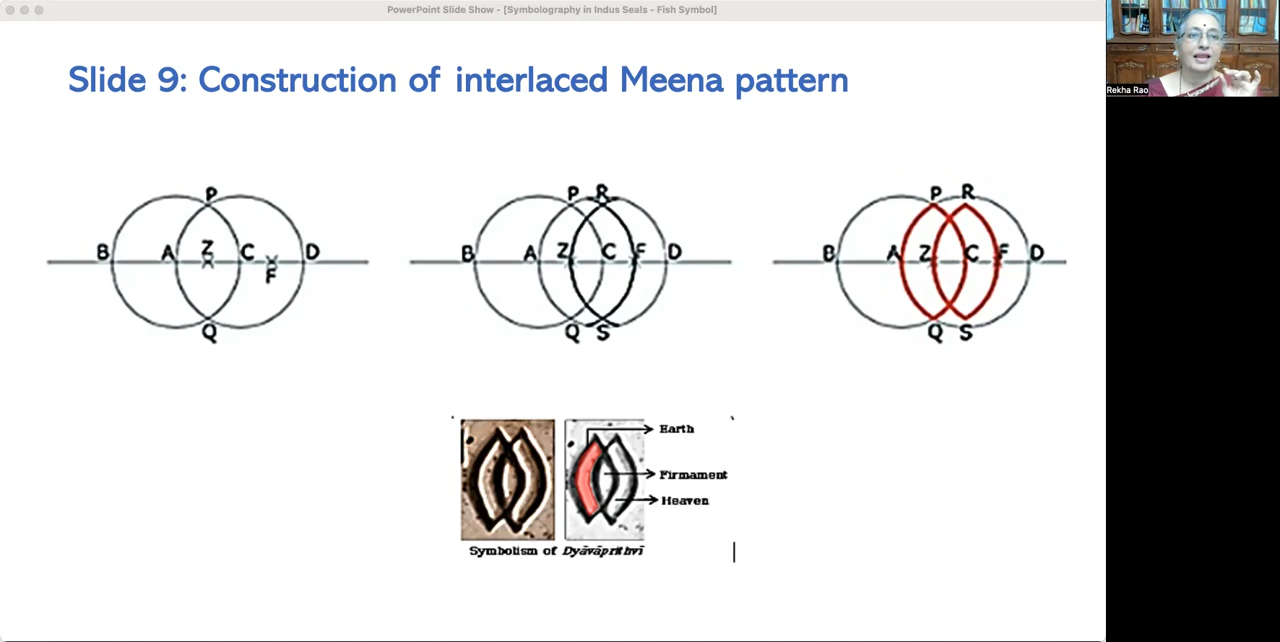 PowerPoint Slide Show - [Symbolography in Indus Seals - Fish Symbol]
Slide 9: Construction of interlaced Meena pattern
Rekha Rao
P
B A Z C D
F
Q
P R
B A Z C F D
Q S
P R
B A Z C F D
Q S
Earth
Firmament
Heaven
Symbolism of Dyāvāprithvī